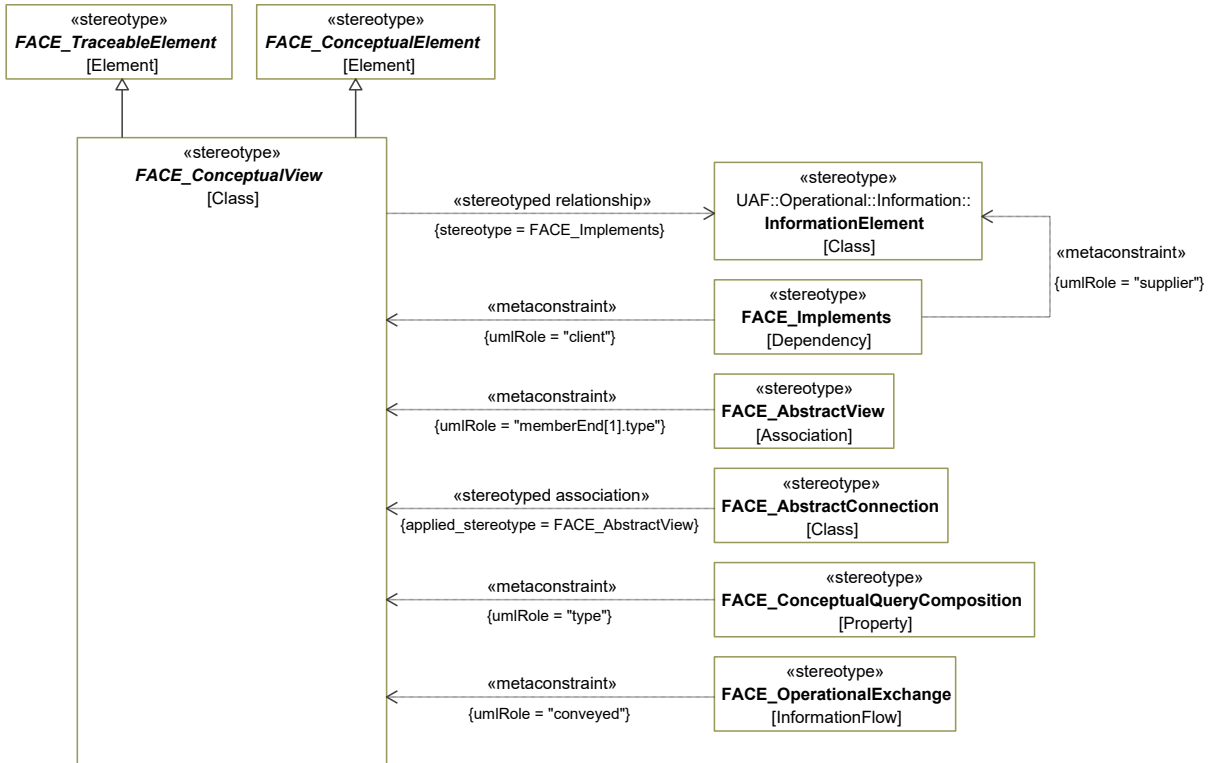 «stereotype»
FACE_TraceableElement
[Element]
«stereotype»
FACE_ConceptualElement
[Element]
«stereotype»
FACE_ConceptualView
[Class]
«stereotyped relationship»
{stereotype = FACE_Implements}
«stereotype»
UAF::Operational::Information::
InformationElement
[Class]
«metaconstraint»
{umlRole = "supplier"}
«metaconstraint»
{umlRole = "client"}
«stereotype»
FACE_Implements
[Dependency]
«metaconstraint»
{umlRole = "memberEnd[1].type"}
«stereotype»
FACE_AbstractView
[Association]
«stereotyped association»
{applied_stereotype = FACE_AbstractView}
«stereotype»
FACE_AbstractConnection
[Class]
«metaconstraint»
{umlRole = "type"}
«stereotype»
FACE_ConceptualQueryComposition
[Property]
«metaconstraint»
{umlRole = "conveyed"}
«stereotype»
FACE_OperationalExchange
[InformationFlow]